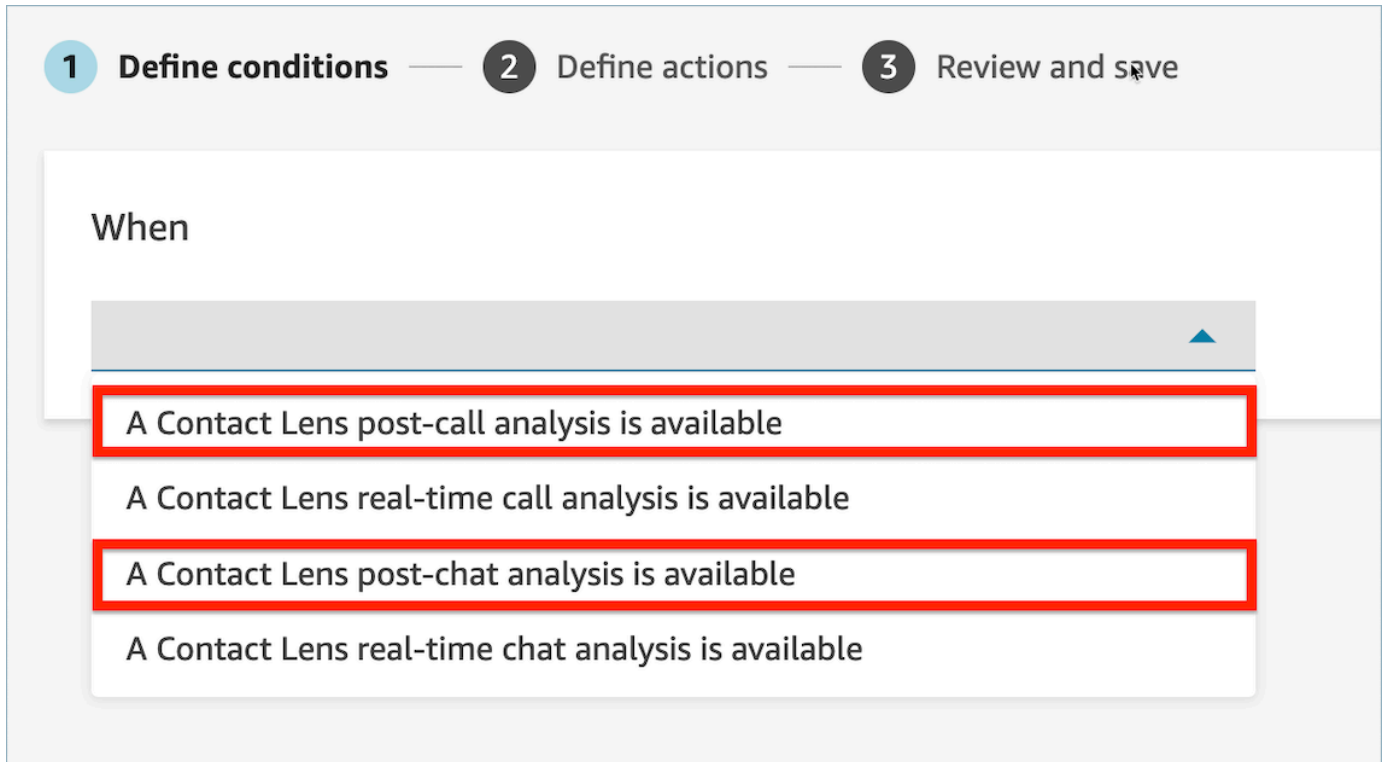 1 Define conditions 2 Define actions 3 Review and save
When
A Contact Lens post-call analysis is available
A Contact Lens real-time call analysis is available
A Contact Lens post-chat analysis is available
A Contact Lens real-time chat analysis is available